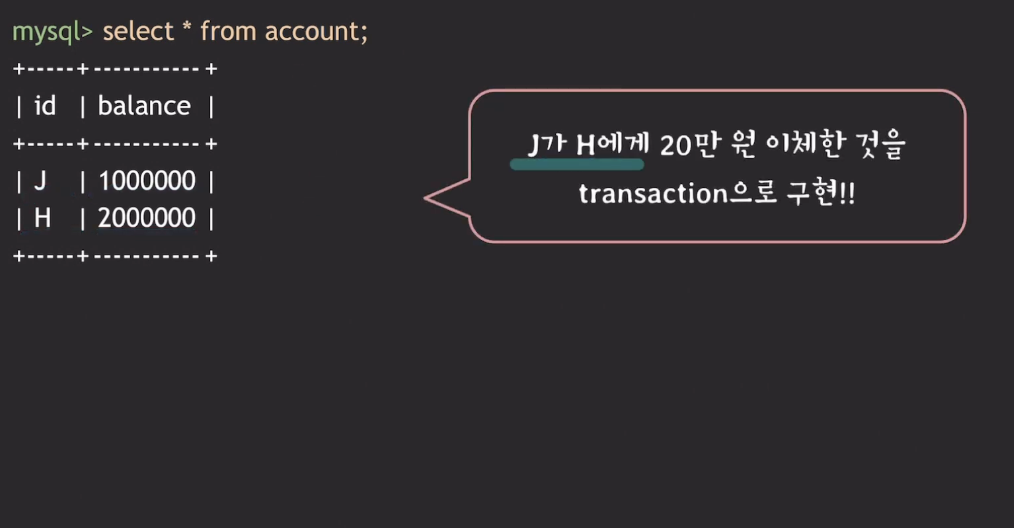 mysql> select * from account;
+-----+-----------+
| id | balance |
+-----+-----------+
| J | 1000000 |
| H | 2000000 |
+-----+-----------+
J가 H에게 20만 원 이체한 것을
transaction으로 구현!!